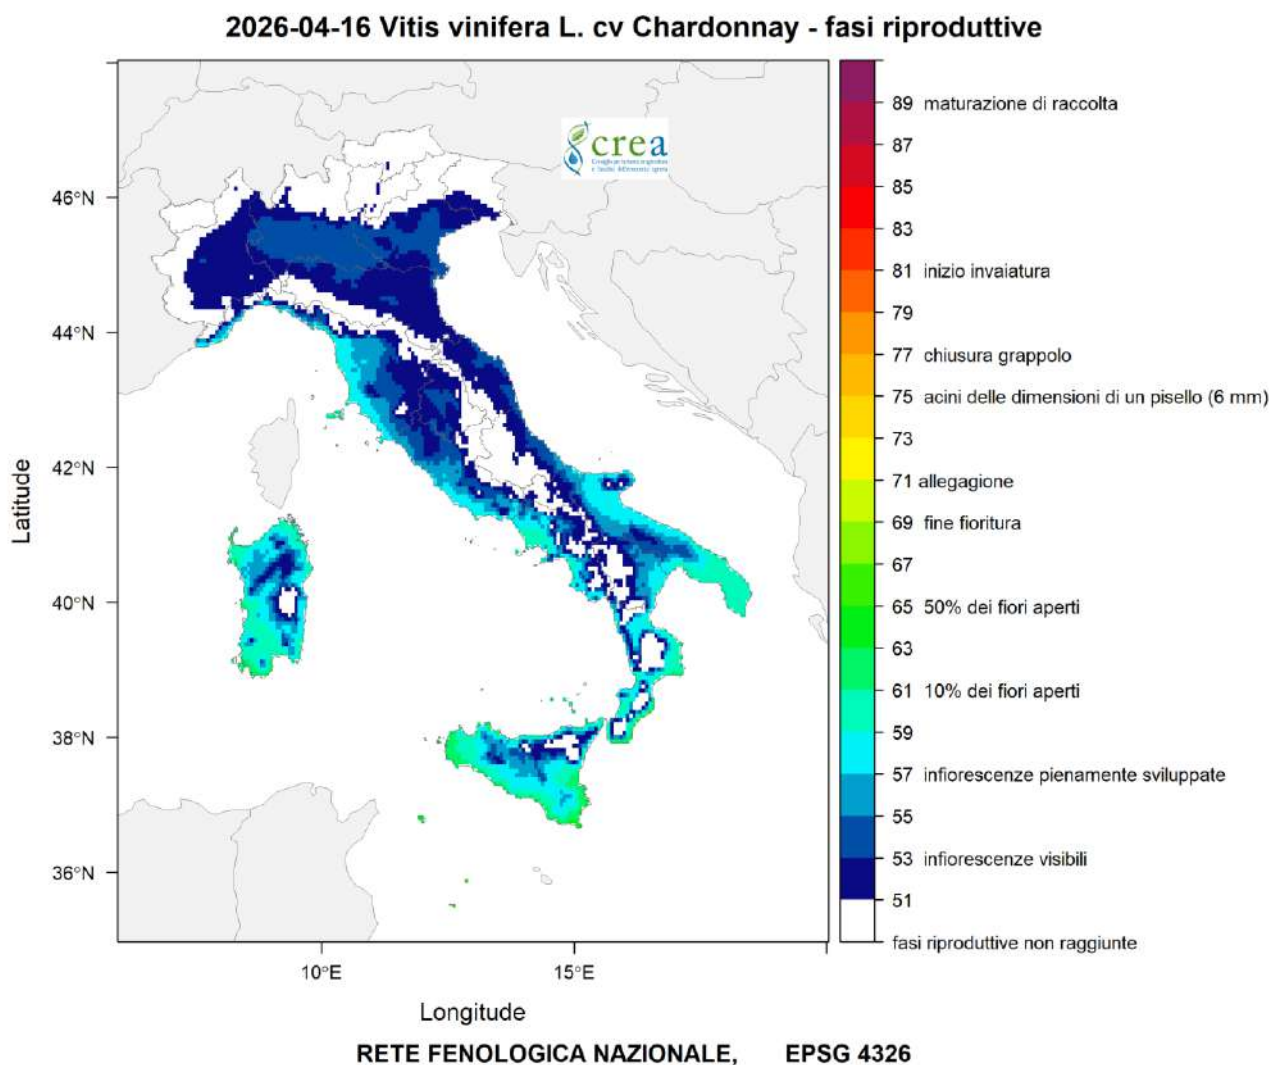 2026-04-16 Vitis vinifera L. cv Chardonnay - fasi riproduttive
crea
46°N
44°N
42°N
40°N
38°N
36°N
Latitude
10°E
15°E
Longitude
89 maturazione di raccolta
87
85
83
81 inizio invaiatura
79
77 chiusura grappolo
75 acini delle dimensioni di un pisello (6 mm)
73
71 allegagione
69 fine fioritura
67
65 50% dei fiori aperti
63
61 10% dei fiori aperti
59
57 infiorescenze pienamente sviluppate
55
53 infiorescenze visibili
51
fasi riproduttive non raggiunte
RETE FENOLOGICA NAZIONALE, EPSG 4326